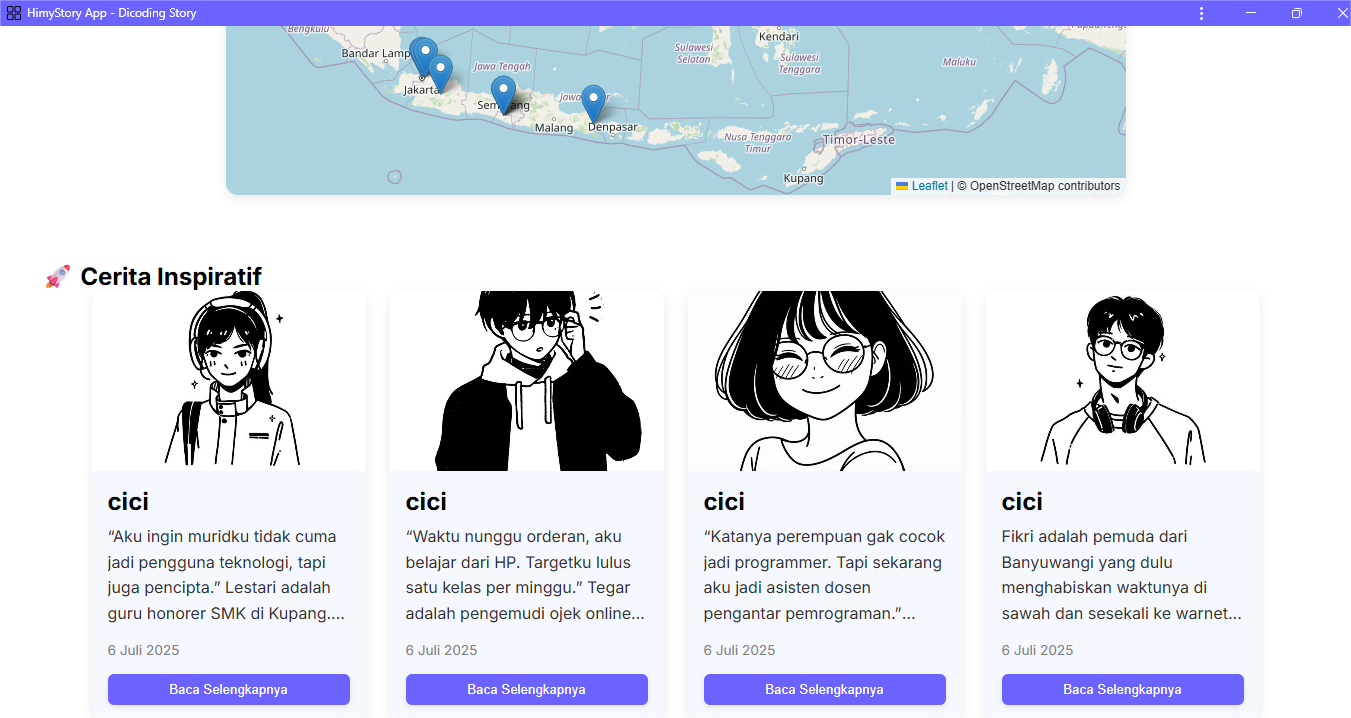 HimyStory App - Dicoding Story
Bengkulu
Kendari
Bandar Lamp
Sulawesi
Selatan
Sulawesi
Tenggara
Maluku
Jawa Tengah
Jakarta
Malang
Denpasar
Nusa Tenggara
Timur
Timor-Leste
Kupang
Leaflet | © OpenStreetMap contributors
🚀 Cerita Inspiratif
cici
“Aku ingin muridku tidak cuma
jadi pengguna teknologi, tapi
juga pencipta.” Lestari adalah
guru honorer SMK di Kupang....
6 Juli 2025
Baca Selengkapnya
cici
“Waktu nunggu orderan, aku
belajar dari HP. Targetku lulus
satu kelas per minggu.” Tegar
adalah pengemudi ojek online...
6 Juli 2025
Baca Selengkapnya
cici
“Katanya perempuan gak cocok
jadi programmer. Tapi sekarang
aku jadi asisten dosen
pengantar pemrograman.”...
6 Juli 2025
Baca Selengkapnya
cici
Fikri adalah pemuda dari
Banyuwangi yang dulu
menghabiskan waktunya di
sawah dan sesekali ke warnet...
6 Juli 2025
Baca Selengkapnya